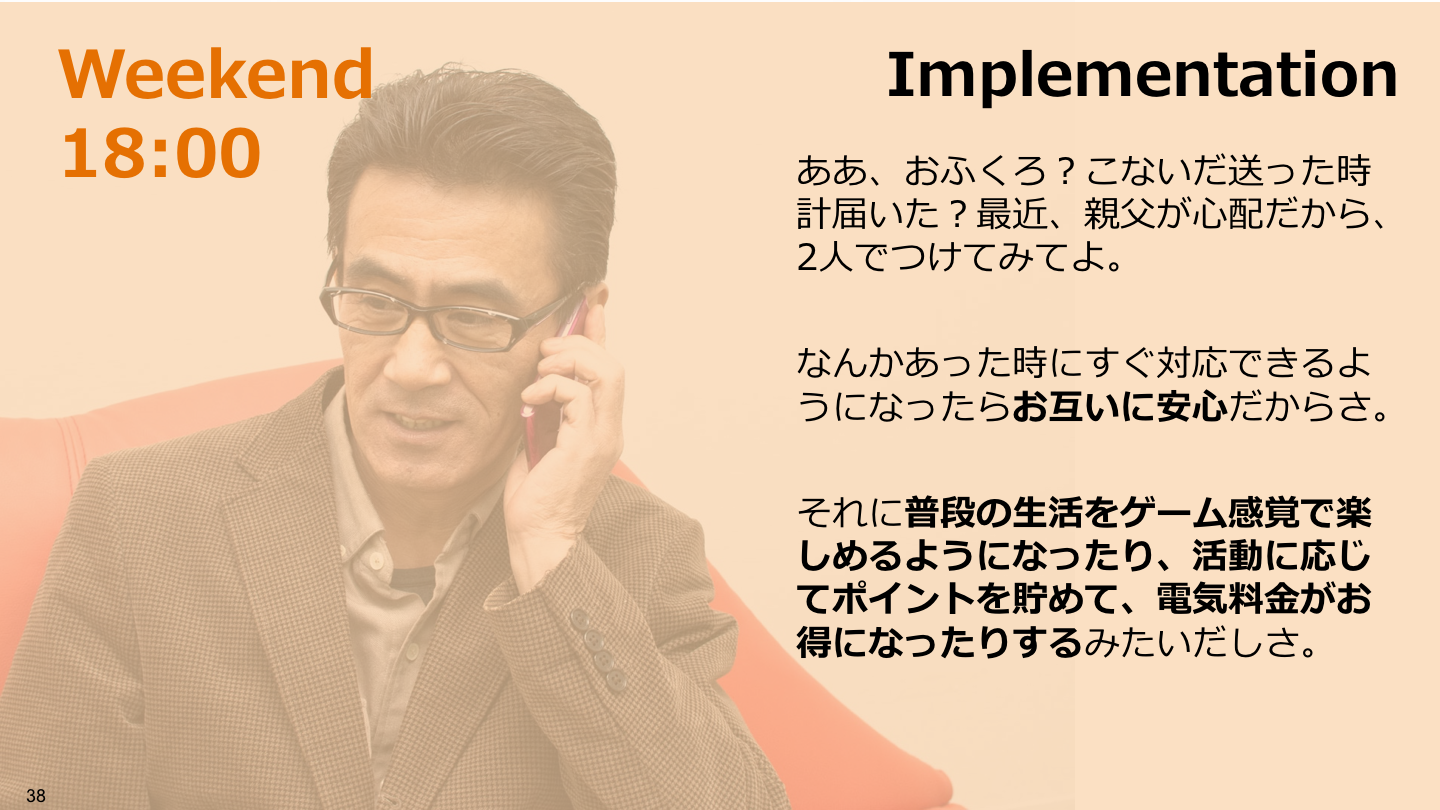 Weekend
18:00
Implementation
ああ、おふくろ？こないだ送った時
計届いた？最近、親父が心配だから、
2人でつけてみてよ。
なんかあった時にすぐ対応できるよ
うになったらお互いに安心だからさ。
それに普段の生活をゲーム感覚で楽
しめるようになったり、活動に応じ
てポイントを貯めて、電気料金がお
得になったりするみたいだしさ。
38